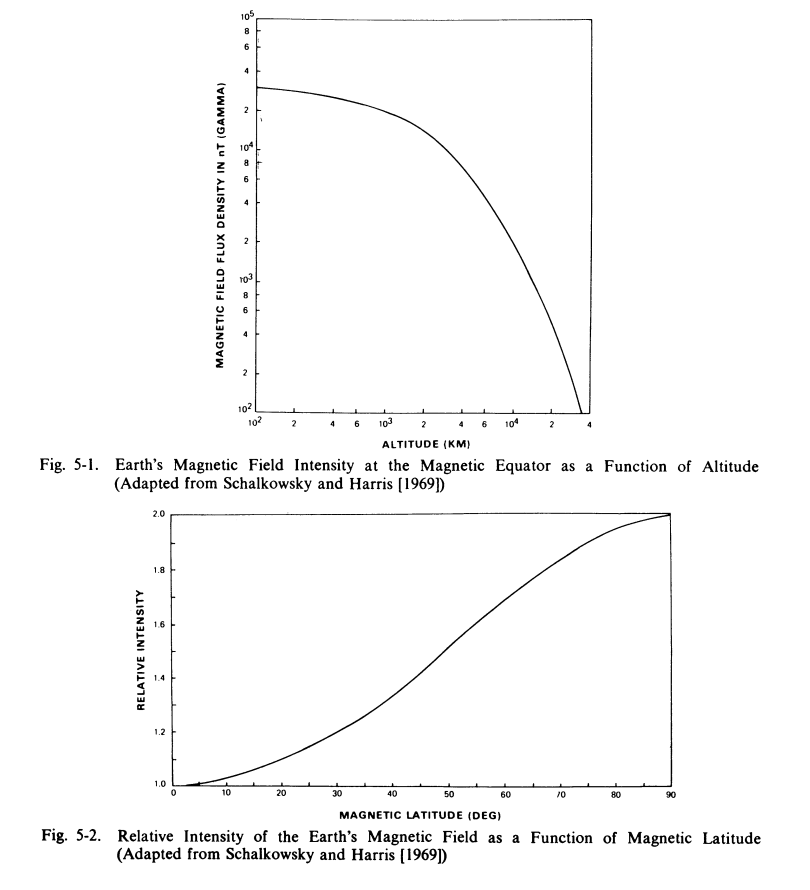 10⁵
8
6
4
2
10⁴
8
6
4
2
10³
8
6
4
2
10²
MAGNETIC FIELD FLUX DENSITY IN nT (GAMMA)
10² 2 4 6 10³ 2 4 6 10⁴ 2 4
ALTITUDE (KM)
Fig. 5-1. Earth's Magnetic Field Intensity at the Magnetic Equator as a Function of Altitude
(Adapted from Schalkowsky and Harris [1969])
2.0
1.8
1.6
1.4
1.2
1.0
RELATIVE INTENSITY
0 10 20 30 40 50 60 70 80 90
MAGNETIC LATITUDE (DEG)
Fig. 5-2. Relative Intensity of the Earth's Magnetic Field as a Function of Magnetic Latitude
(Adapted from Schalkowsky and Harris [1969])